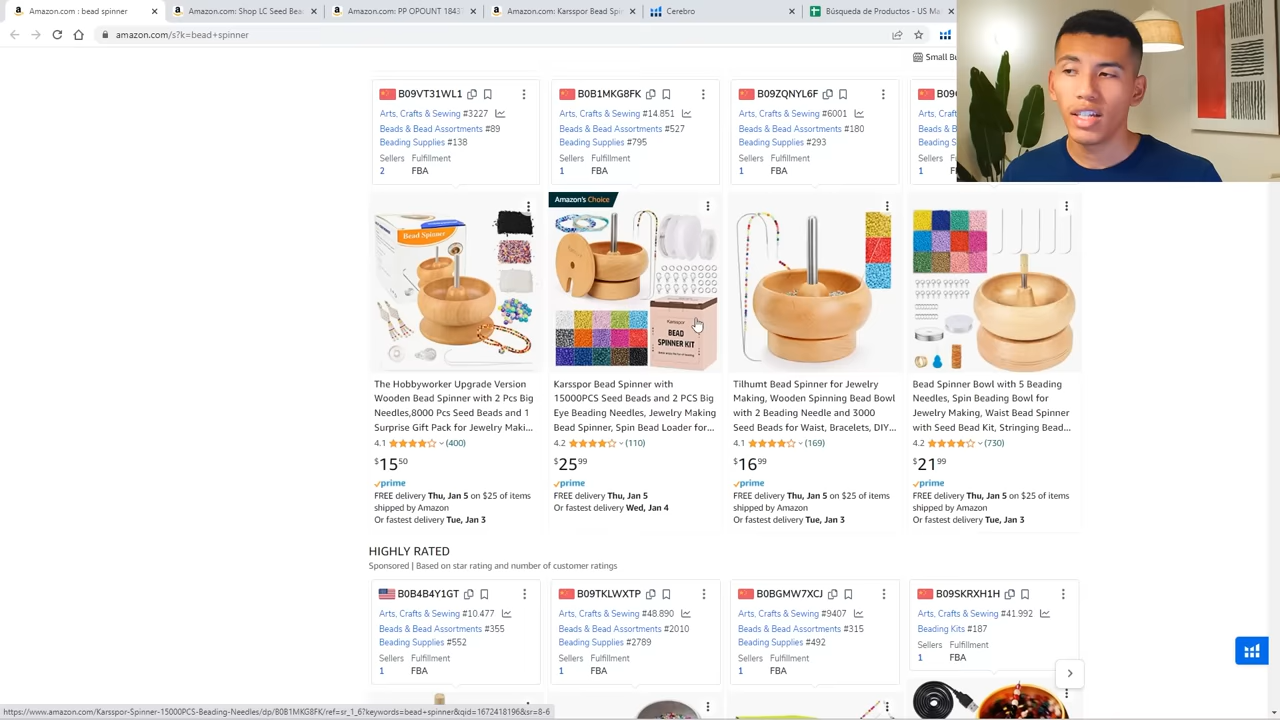 Amazon.com : bead spinner
Amazon.com: Shop LC Seed Bea
Amazon.com: PP OPOUNT 1843
Amazon.com: Karsspor Bead Spi
Cerebro
Búsqueda de Productos - US Ma
amazon.com/s?k=bead+spinner
Small Bu
B09VT31WL1
Arts, Crafts & Sewing #3227
Beads & Bead Assortments #89
Beading Supplies #138
Sellers Fulfillment
2 FBA
B0B1MKG8FK
Arts, Crafts & Sewing #14.851
Beads & Bead Assortments #527
Beading Supplies #795
Sellers Fulfillment
1 FBA
B09ZQNYL6F
Arts, Crafts & Sewing #6001
Beads & Bead Assortments #180
Beading Supplies #293
Sellers Fulfillment
1 FBA
Arts, Cr
Beads & B
Beading S
Sellers Fulfillment
1 FBA
Bead Spinner
Amazon's Choice
Karsspor
BEAD
SPINNER KIT
The Hobbyworker Upgrade Version
Wooden Bead Spinner with 2 Pcs Big
Needles,8000 Pcs Seed Beads and 1
Surprise Gift Pack for Jewelry Maki...
4.1 (400)
$15 50
prime
FREE delivery Thu, Jan 5 on $25 of items
shipped by Amazon
Or fastest delivery Tue, Jan 3
Karsspor Bead Spinner with
15000PCS Seed Beads and 2 PCS Big
Eye Beading Needles, Jewelry Making
Bead Spinner, Spin Bead Loader for...
4.2 (110)
$25 99
prime
FREE delivery Thu, Jan 5
Or fastest delivery Wed, Jan 4
Tilhumt Bead Spinner for Jewelry
Making, Wooden Spinning Bead Bowl
with 2 Beading Needle and 3000
Seed Beads for Waist, Bracelets, DIY...
4.1 (169)
$16 99
prime
FREE delivery Thu, Jan 5 on $25 of items
shipped by Amazon
Or fastest delivery Tue, Jan 3
Bead Spinner Bowl with 5 Beading
Needles, Spin Beading Bowl for
Jewelry Making, Waist Bead Spinner
with Seed Bead Kit, Stringing Bead...
4.2 (730)
$21 99
prime
FREE delivery Thu, Jan 5 on $25 of items
shipped by Amazon
Or fastest delivery Tue, Jan 3
HIGHLY RATED
Sponsored | Based on star rating and number of customer ratings
B0B4B4Y1GT
Arts, Crafts & Sewing #10.477
Beads & Bead Assortments #355
Beading Supplies #552
Sellers Fulfillment
1 FBA
B09TKLWXTP
Arts, Crafts & Sewing #48.890
Beads & Bead Assortments #2010
Beading Supplies #2789
Sellers Fulfillment
1 FBA
B0BGMW7XCJ
Arts, Crafts & Sewing #9407
Beads & Bead Assortments #315
Beading Supplies #492
Sellers Fulfillment
1 FBA
B09SKRXH1H
Arts, Crafts & Sewing #41.992
Beading Kits #187
Sellers Fulfillment
1 FBA
https://www.amazon.com/Karsspor-Spinner-15000PCS-Beading-Needles/dp/B0B1MKG8FK/ref=sr_1_6?keywords=bead+spinner&qid=1672418196&sr=8-6